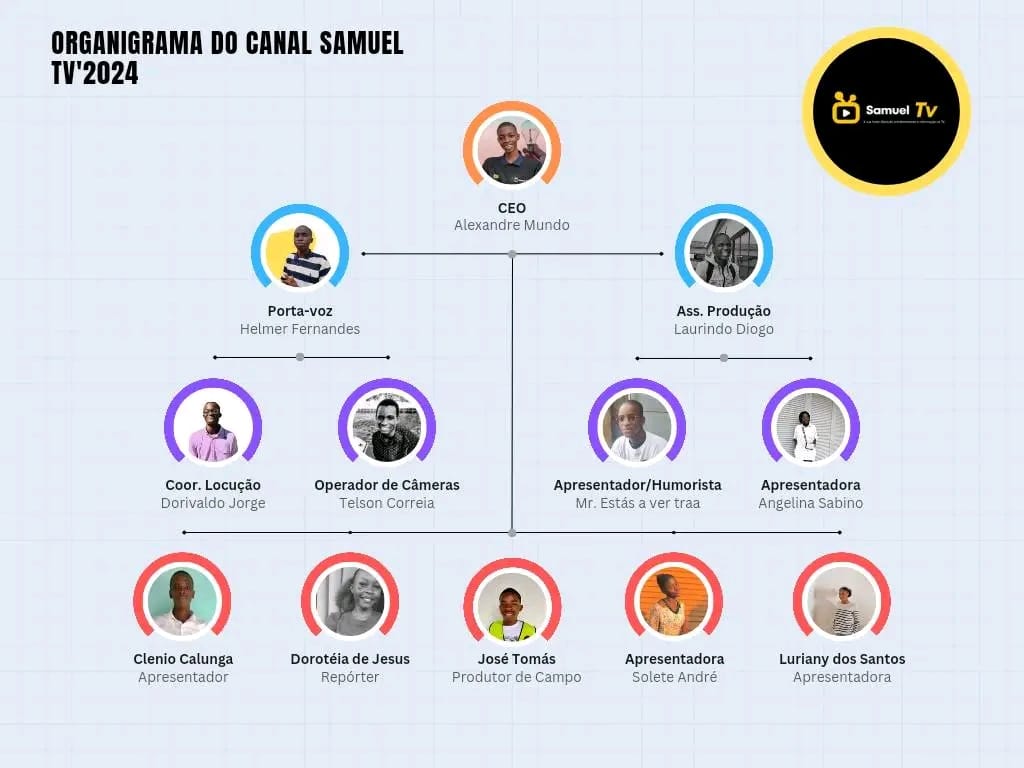 ORGANIGRAMA DO CANAL SAMUEL
TV'2024
Samuel Tv
CEO
Alexandre Mundo
Porta-voz
Helmer Fernandes
Ass. Produção
Laurindo Diogo
Coor. Locução
Dorivaldo Jorge
Operador de Câmeras
Telson Correia
Apresentador/Humorista
Mr. Estás a ver traa
Apresentadora
Angelina Sabino
Clenio Calunga
Apresentador
Dorotéia de Jesus
Repórter
José Tomás
Produtor de Campo
Apresentadora
Solete André
Luriany dos Santos
Apresentadora